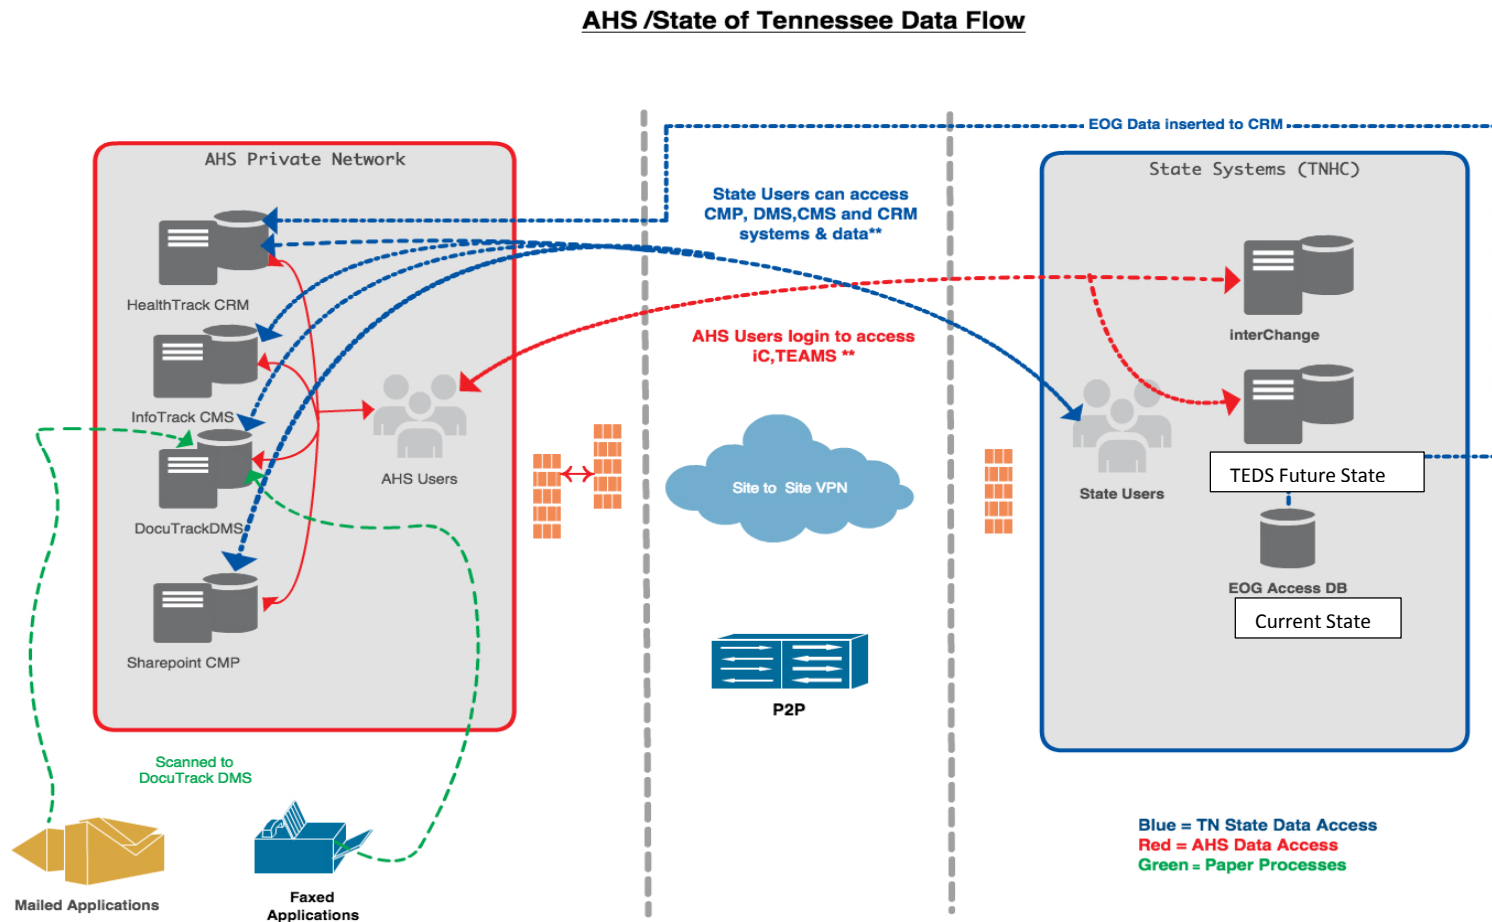 AHS /State of Tennessee Data Flow
EOG Data inserted to CRM
AHS Private Network
State Systems (TNHC)
State Users can access
CMP, DMS,CMS and CRM
systems & data**
HealthTrack CRM
interChange
AHS Users login to access
iC,TEAMS **
InfoTrack CMS
AHS Users
Site to Site VPN
State Users
TEDS Future State
DocuTrackDMS
EOG Access DB
Current State
Sharepoint CMP
P2P
Scanned to
DocuTrack DMS
Blue = TN State Data Access
Red = AHS Data Access
Green = Paper Processes
Mailed Applications
Faxed
Applications